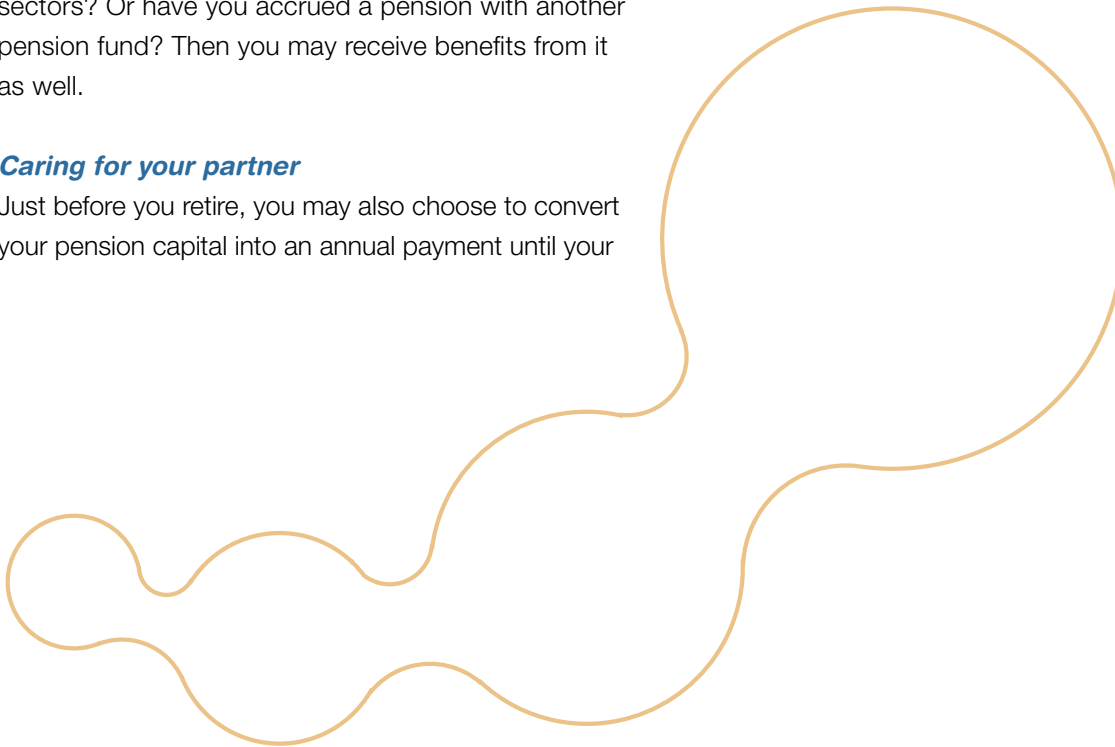 sectors? Or have you accrued a pension with another
pension fund? Then you may receive benefits from it
as well.
Caring for your partner
Just before you retire, you may also choose to convert
your pension capital into an annual payment until your